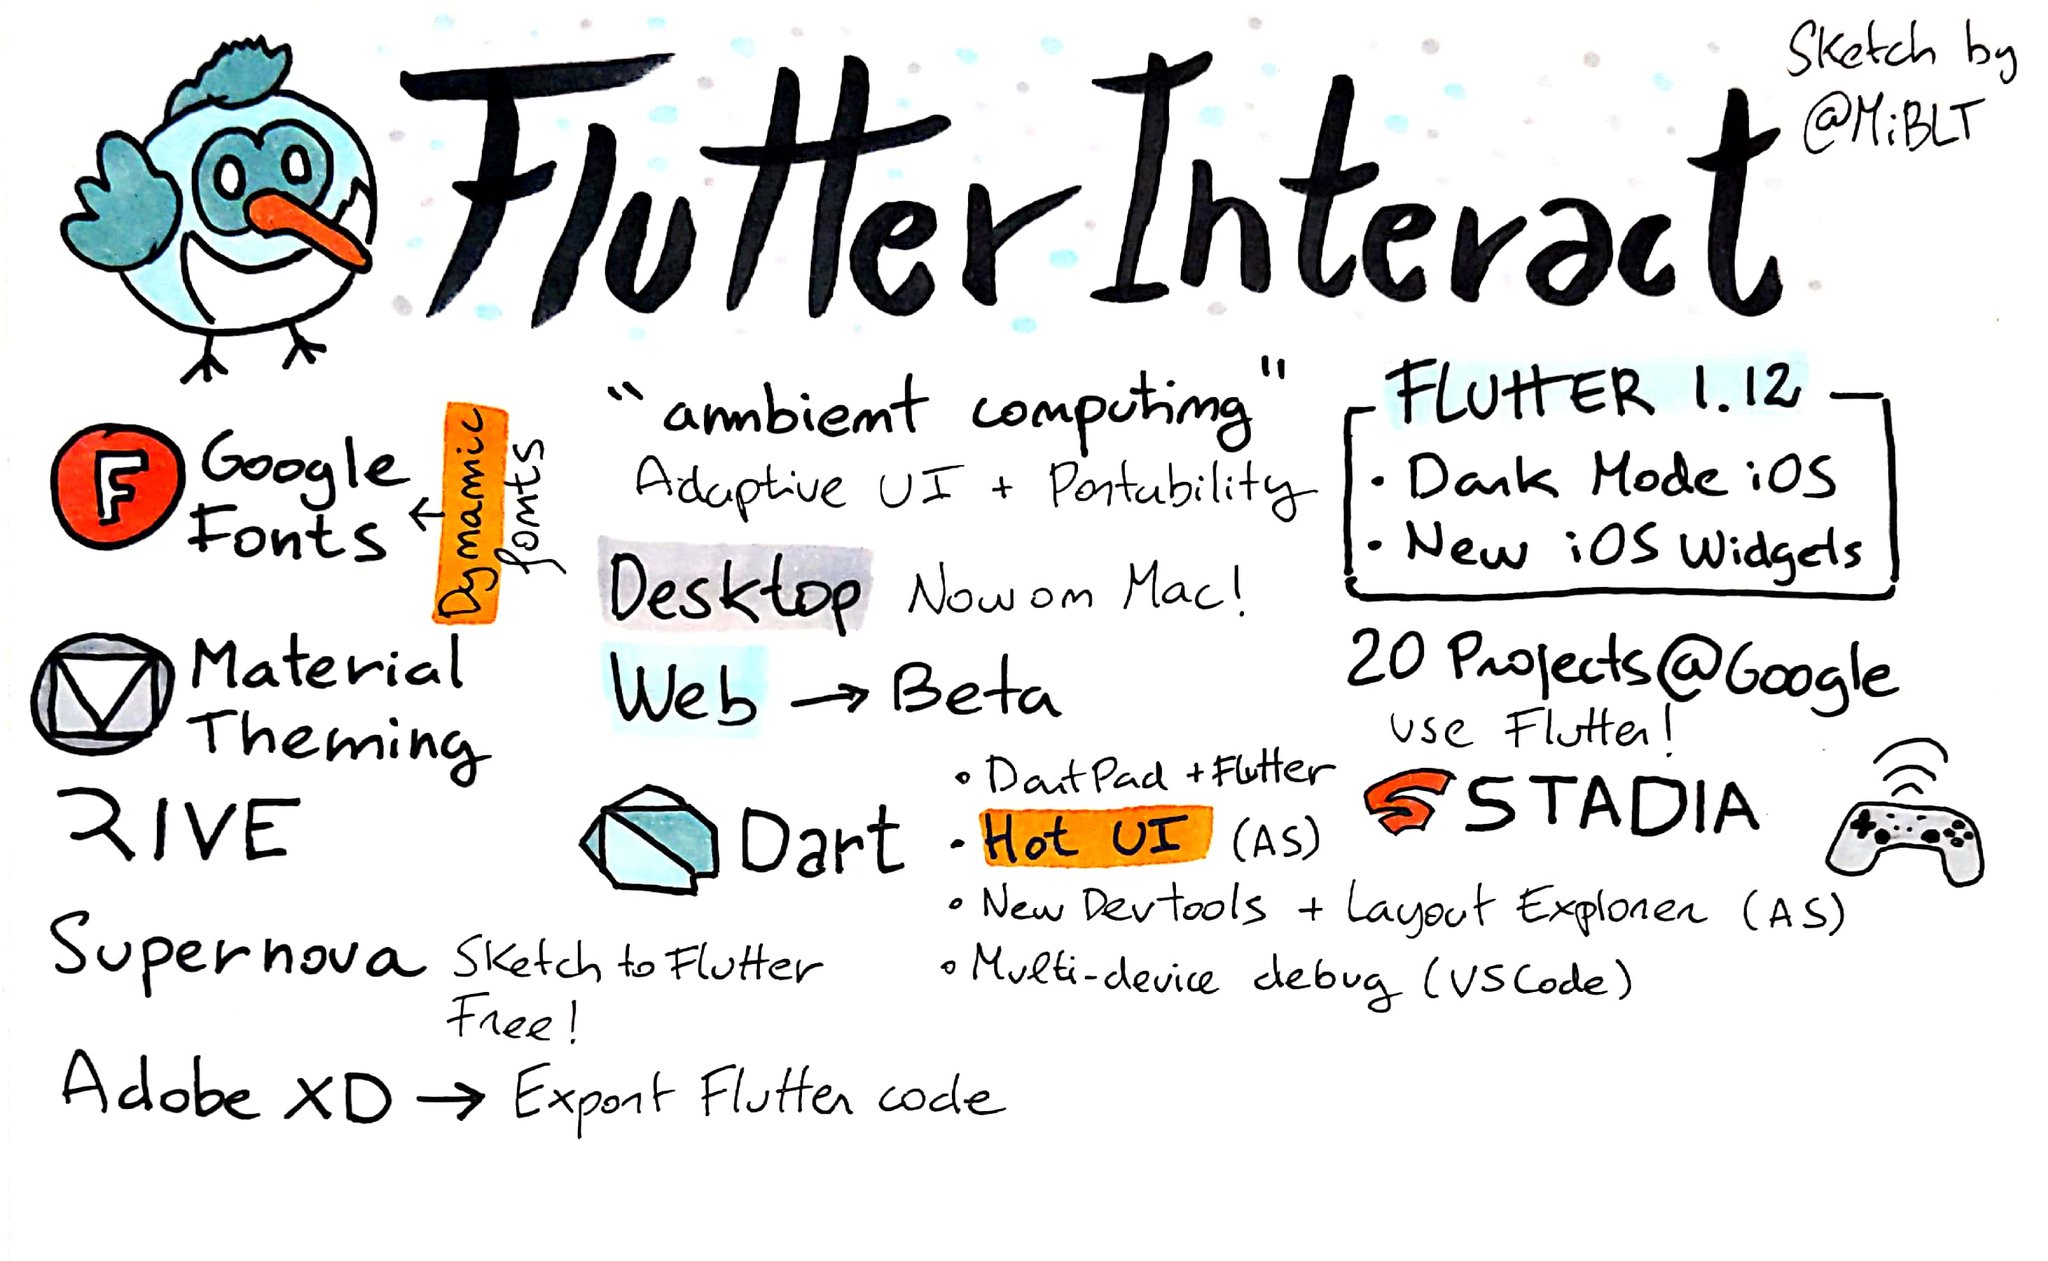 Flutter Interact
Sketch by
@MiBLT
F
Google
Fonts
←
Dynamic
fonts
Material
Theming
RIVE
Supernova
Sketch to Flutter
Free!
Adobe XD → Export Flutter code
"ambient computing"
Adaptive UI + Portability
Desktop Now on Mac!
Web → Beta
Dart
• DartPad + Flutter
• Hot UI (AS)
• New Devtools + Layout Explorer (AS)
• Multi-device debug (VSCode)
FLUTTER 1.12
• Dark Mode iOS
• New iOS Widgets
20 Projects@Google
use Flutter!
STADIA